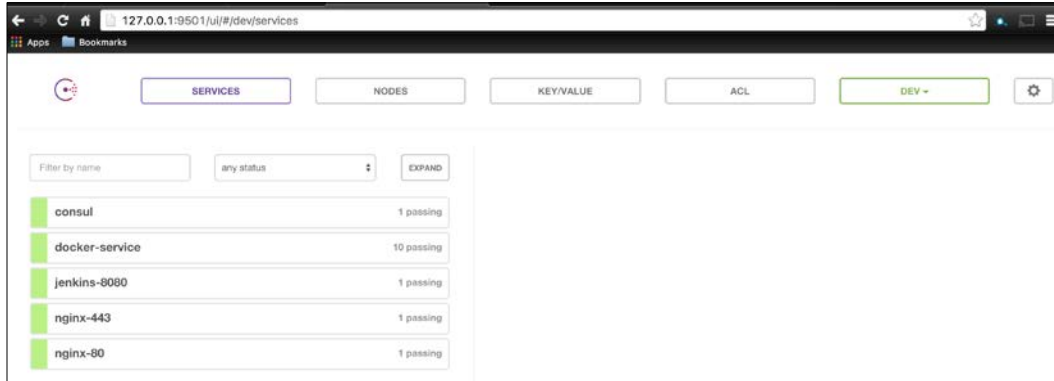 127.0.0.1:9501/ui/#/dev/services
Apps Bookmarks
SERVICES NODES KEY/VALUE ACL DEV
Filter by name any status EXPAND
consul 1 passing
docker-service 10 passing
jenkins-8080 1 passing
nginx-443 1 passing
nginx-80 1 passing